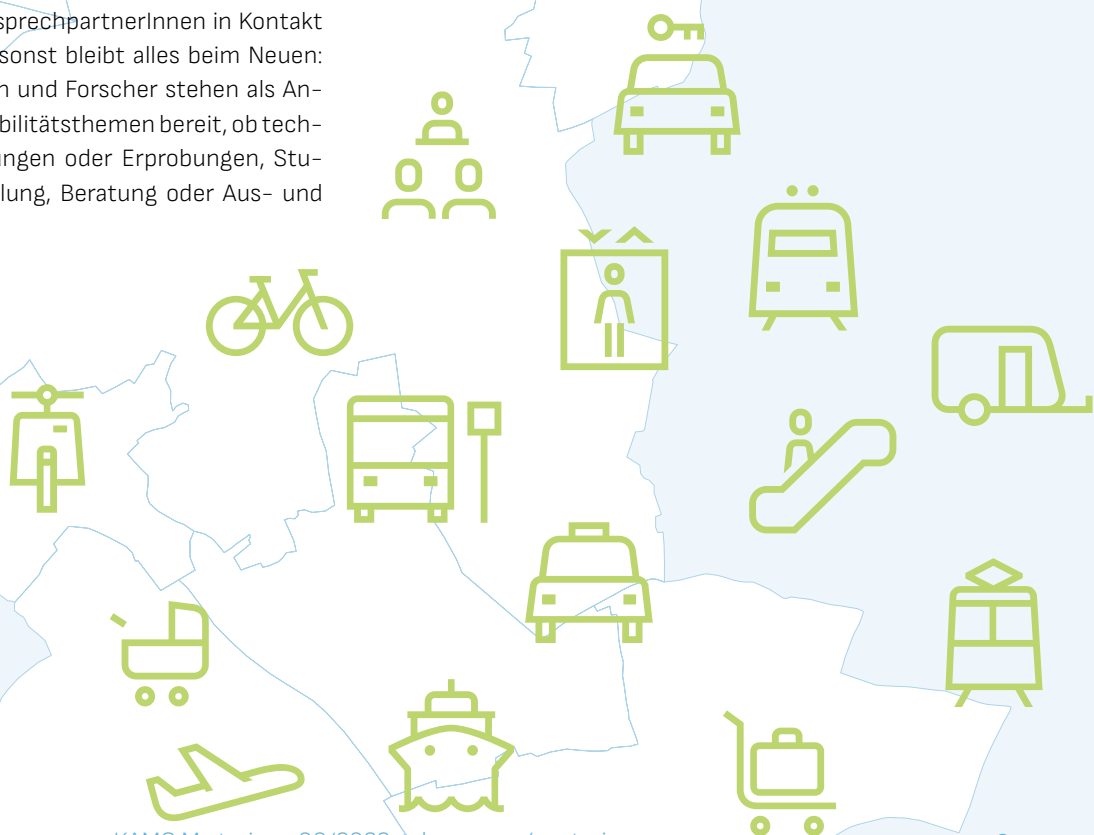 sprechpartnerInnen in Kontakt
sonst bleibt alles beim Neuen:
n und Forscher stehen als An-
bilitätsthemen bereit, ob tech-
ungen oder Erprobungen, Stu-
lung, Beratung oder Aus- und